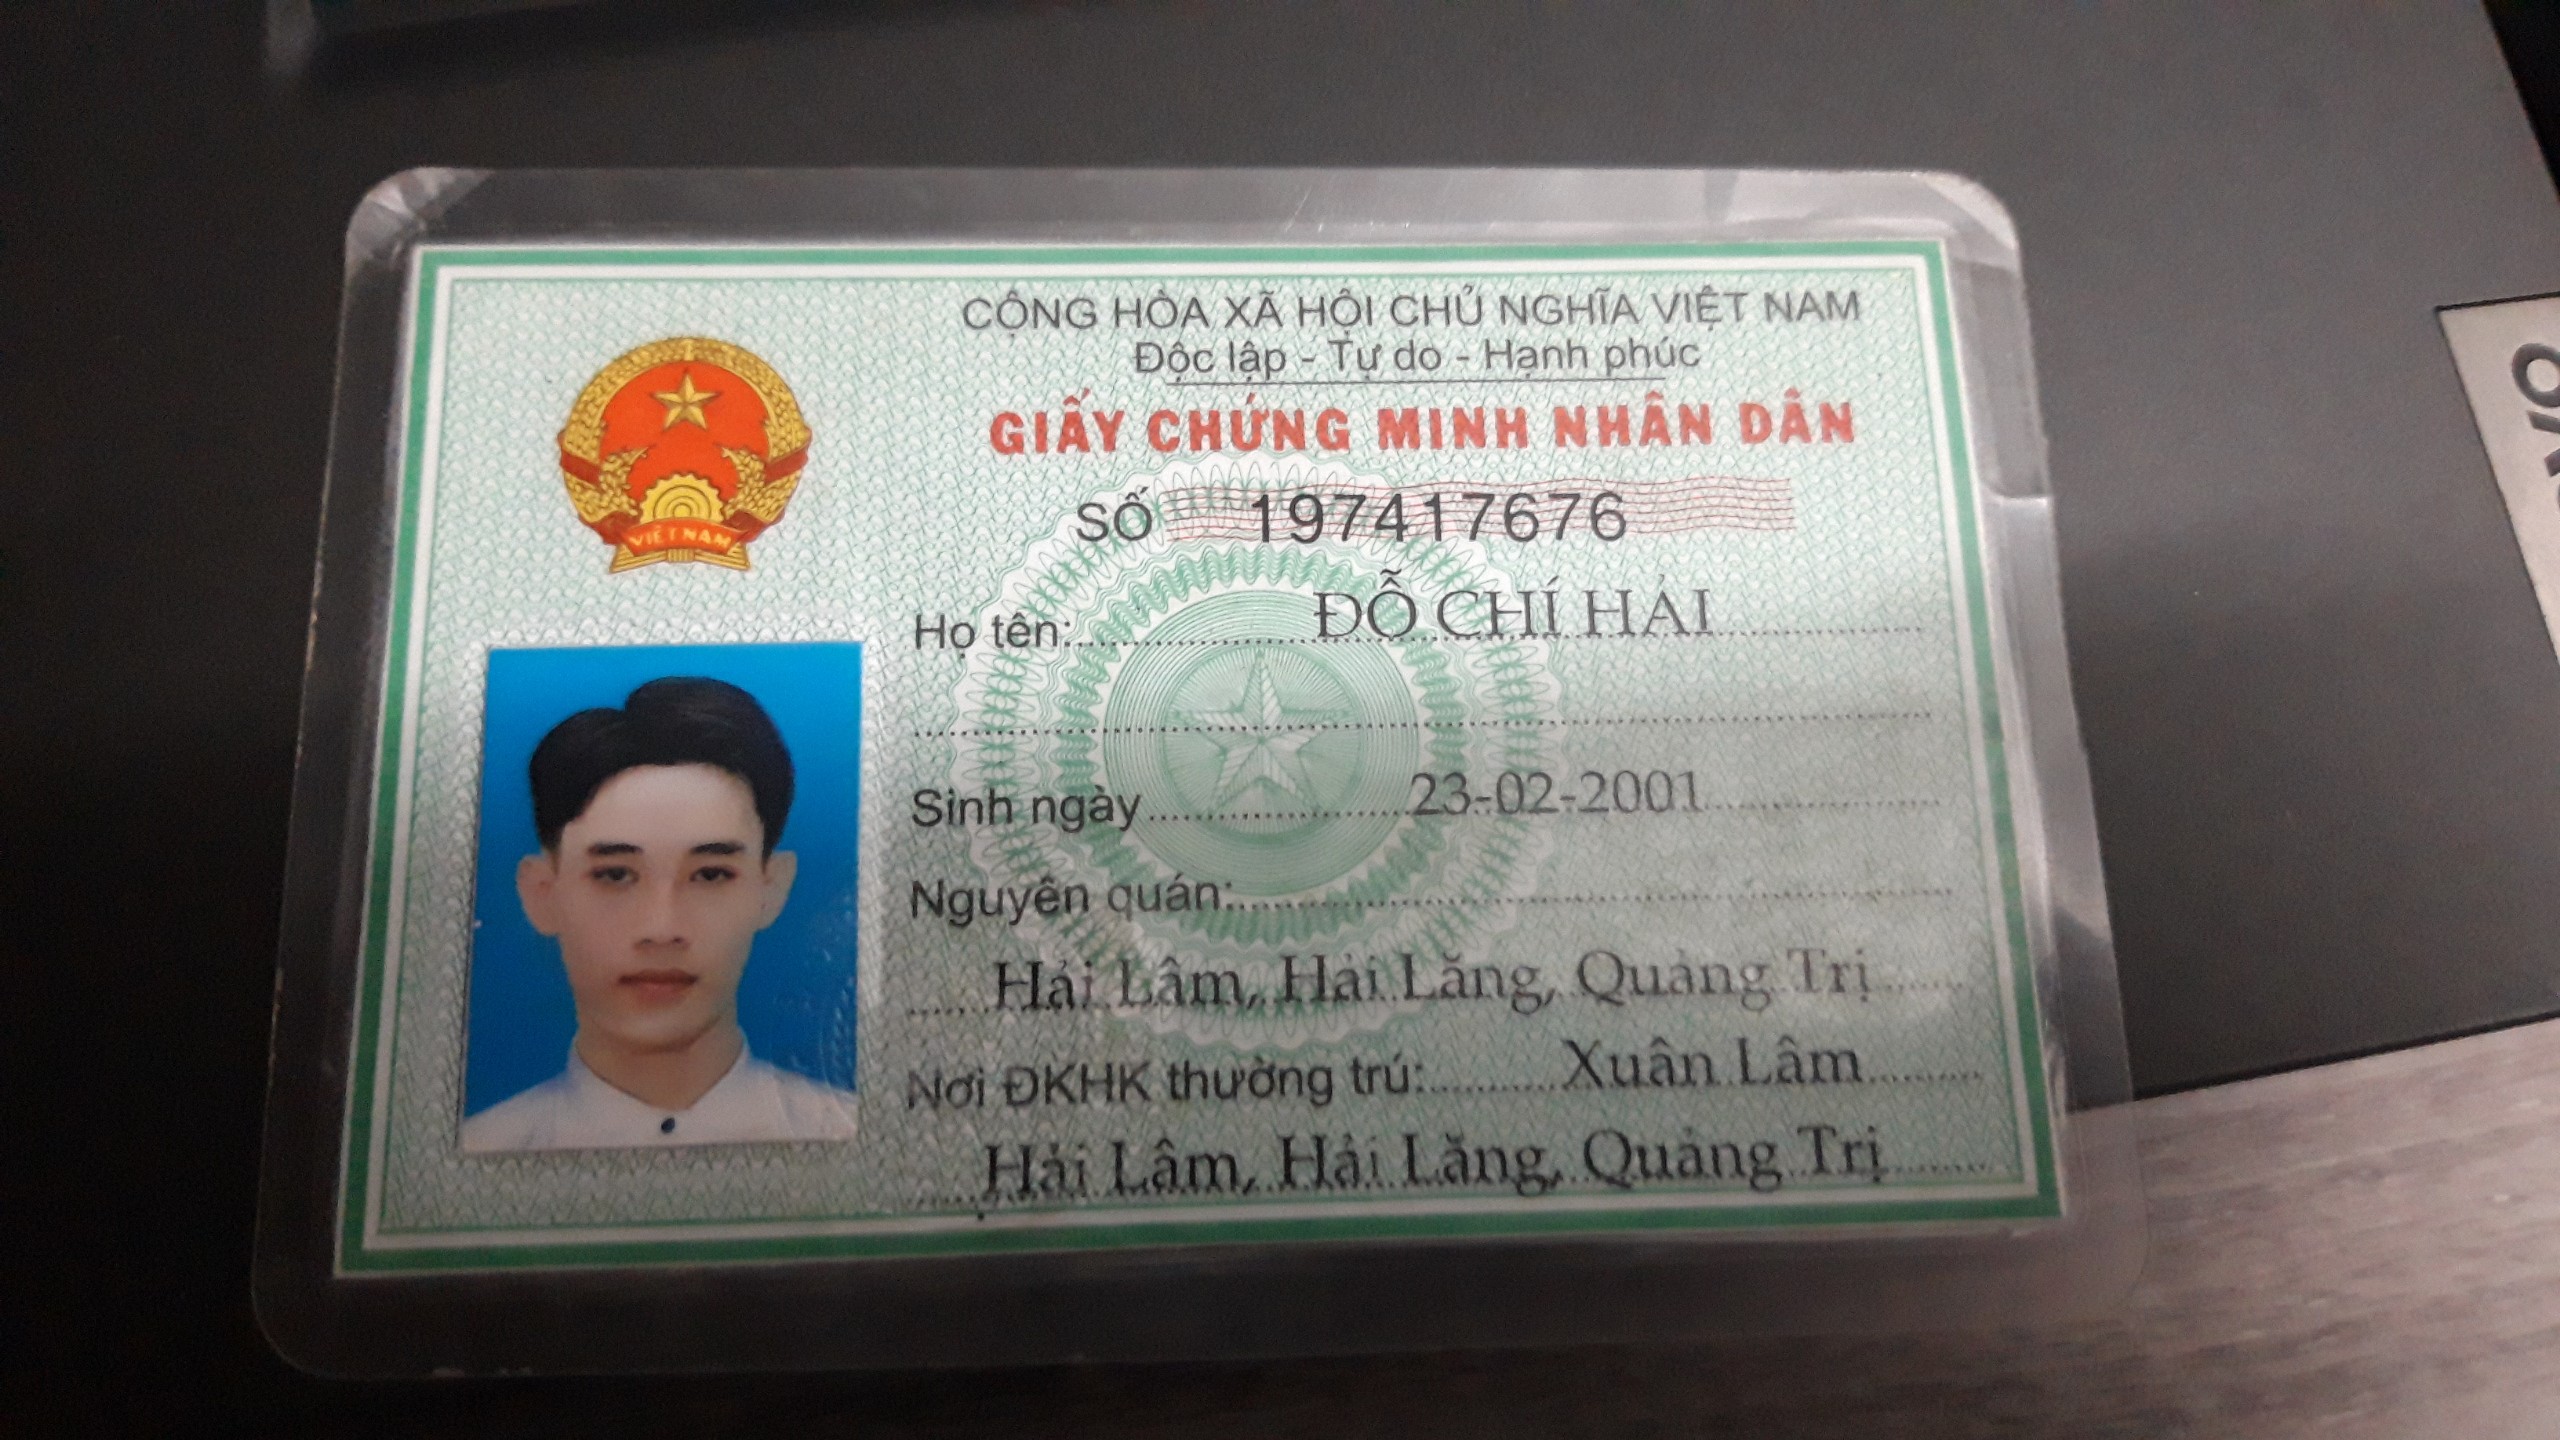 CỘNG HÒA XÃ HỘI CHỦ NGHĨA VIỆT NAM
Độc lập - Tự do - Hạnh phúc
GIẤY CHỨNG MINH NHÂN DÂN
SỐ 197417676
VIỆT NAM
Họ tên: ĐỖ CHÍ HẢI
Sinh ngày 23-02-2001
Nguyên quán:
Hải Lâm, Hải Lăng, Quảng Trị
Nơi ĐKHK thường trú: Xuân Lâm
Hải Lâm, Hải Lăng, Quảng Trị